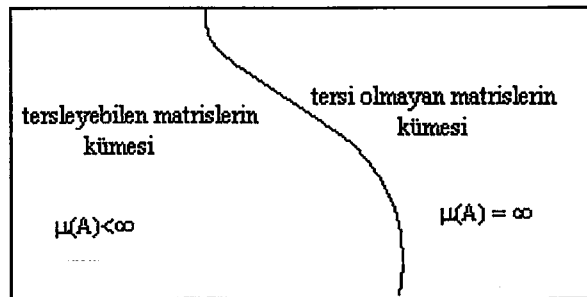 tersleyebilen matrislerin
kümesi
μ(A)<∞
tersi olmayan matrislerin
kümesi
μ(A) = ∞